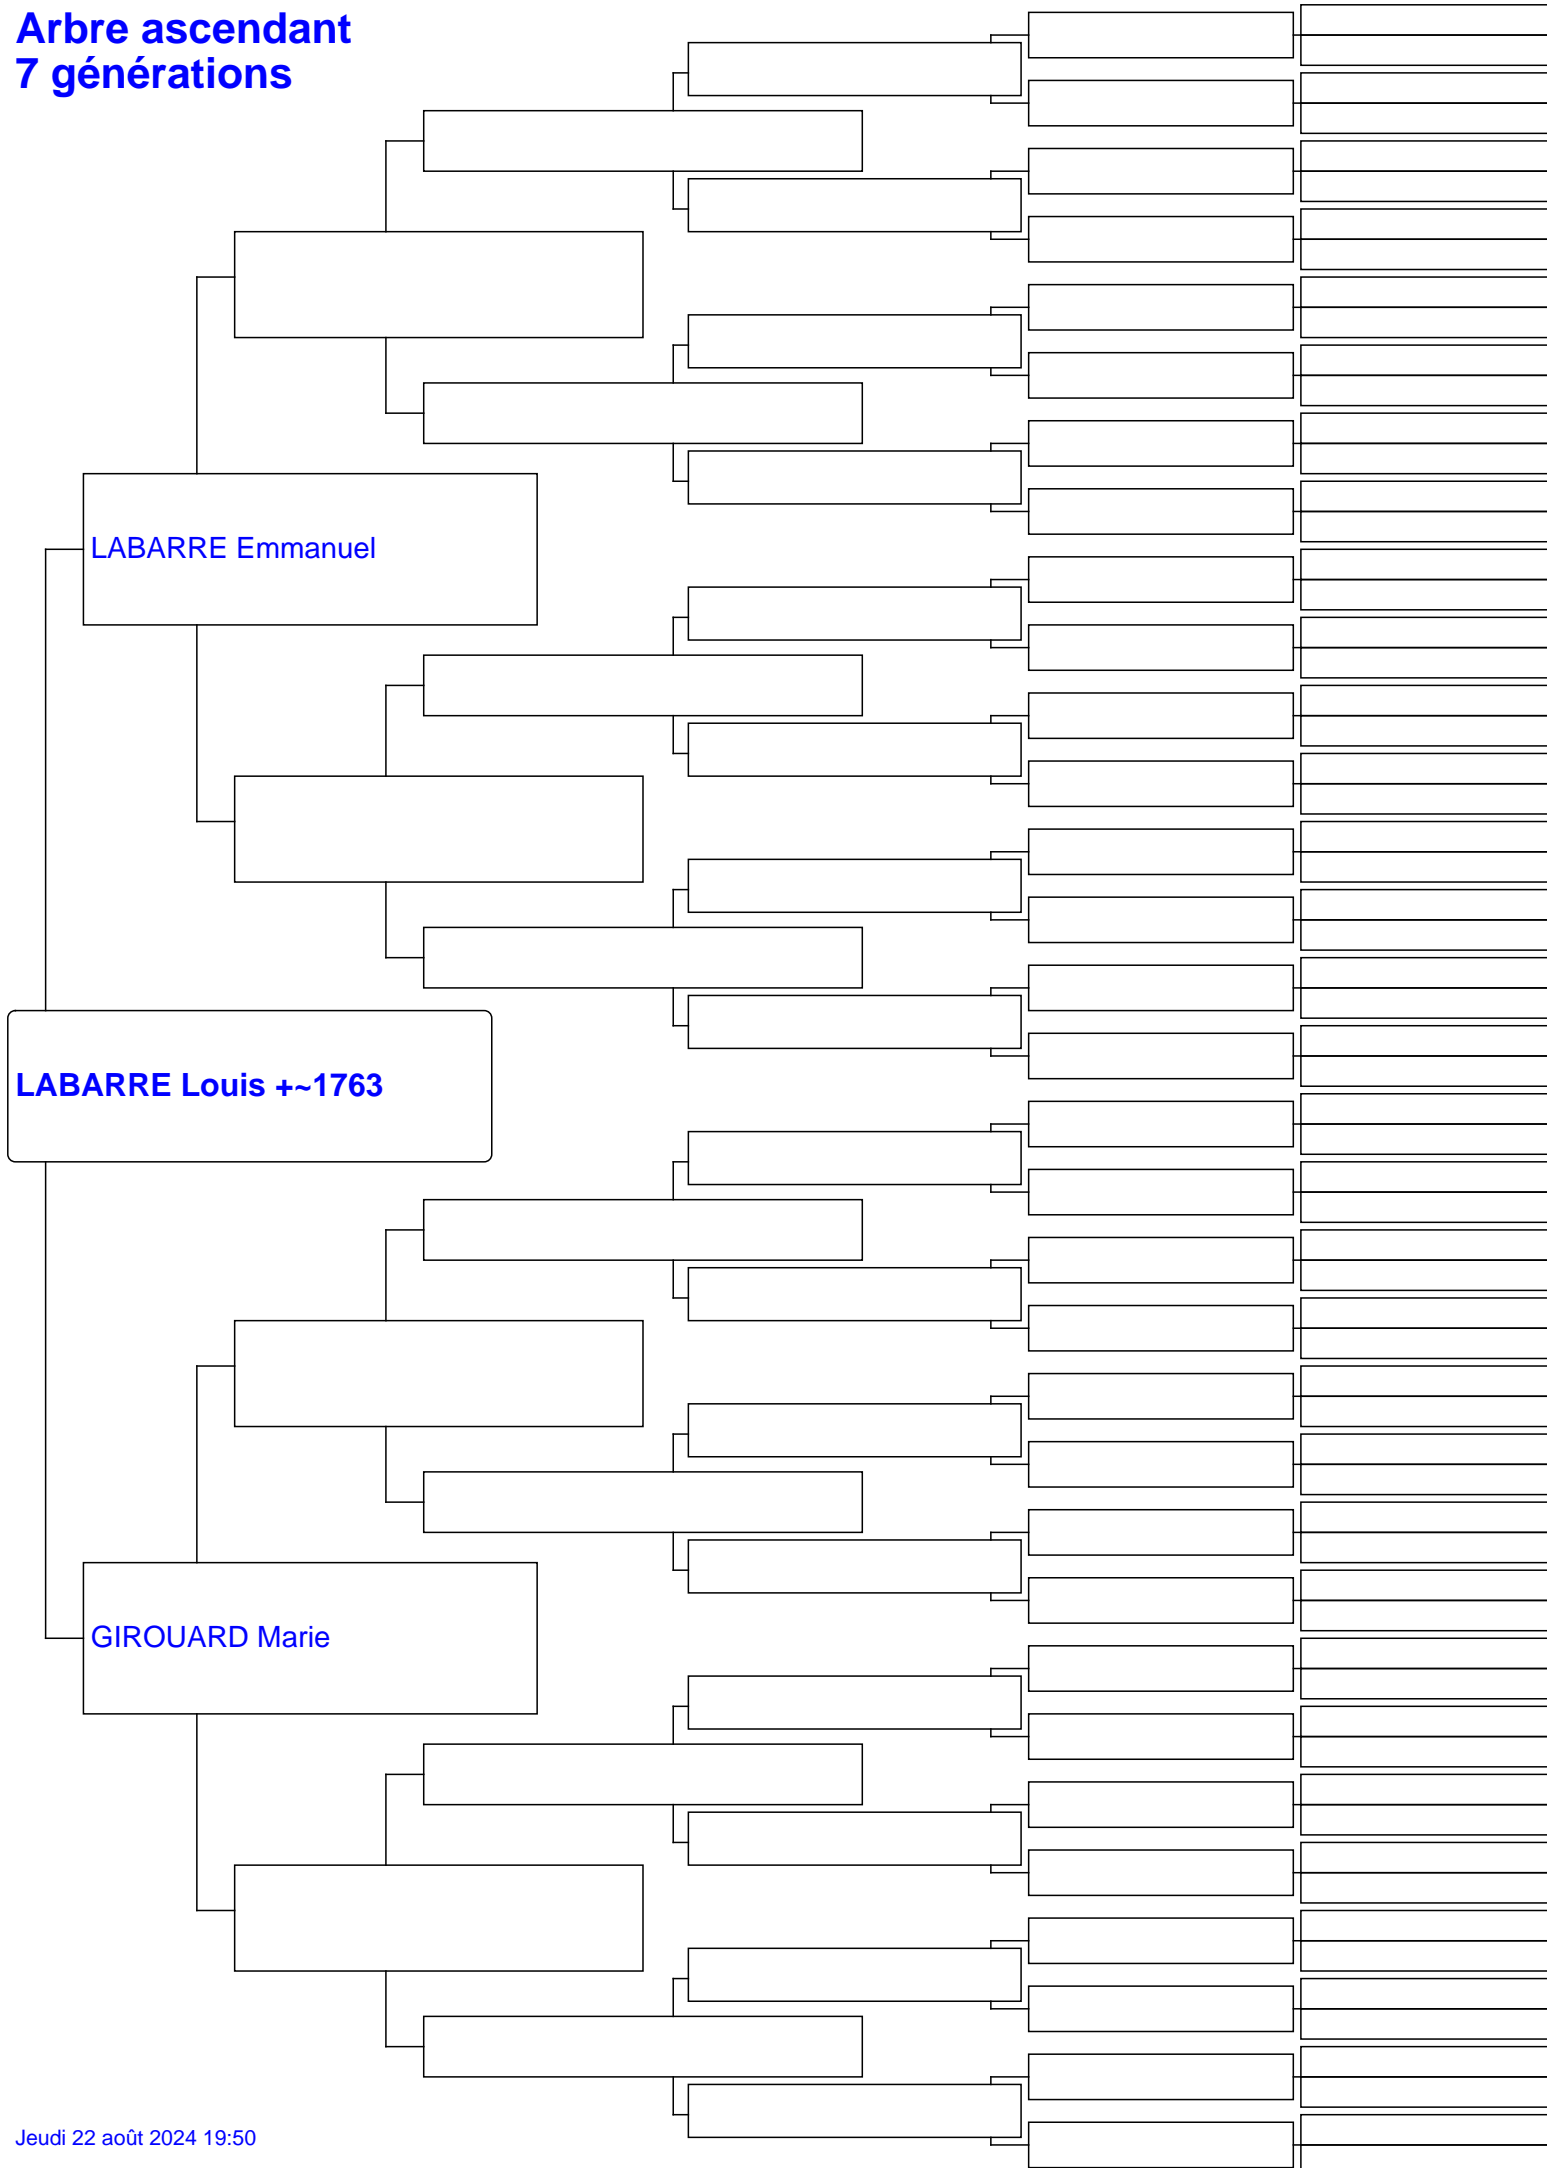 Arbre ascendant
7 générations
LABARRE Emmanuel
LABARRE Louis +~1763
GIROUARD Marie
Jeudi 22 août 2024 19:50